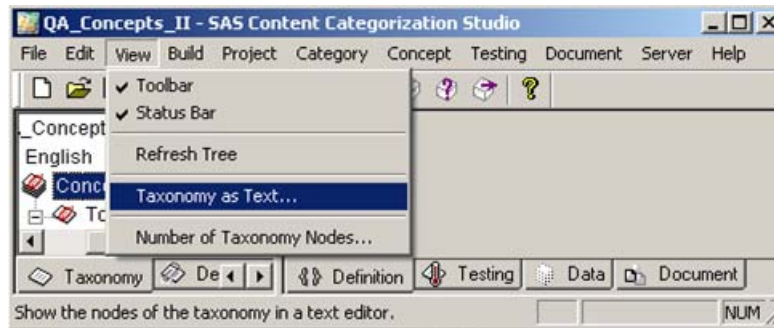 QA_Concepts_II - SAS Content Categorization Studio
File Edit View Build Project Category Concept Testing Document Server Help
Toolbar
Status Bar
_Concept
English
Refresh Tree
Conc
Taxonomy as Text...
To
Number of Taxonomy Nodes...
Taxonomy De Definition Testing Data Document
Show the nodes of the taxonomy in a text editor. NUM